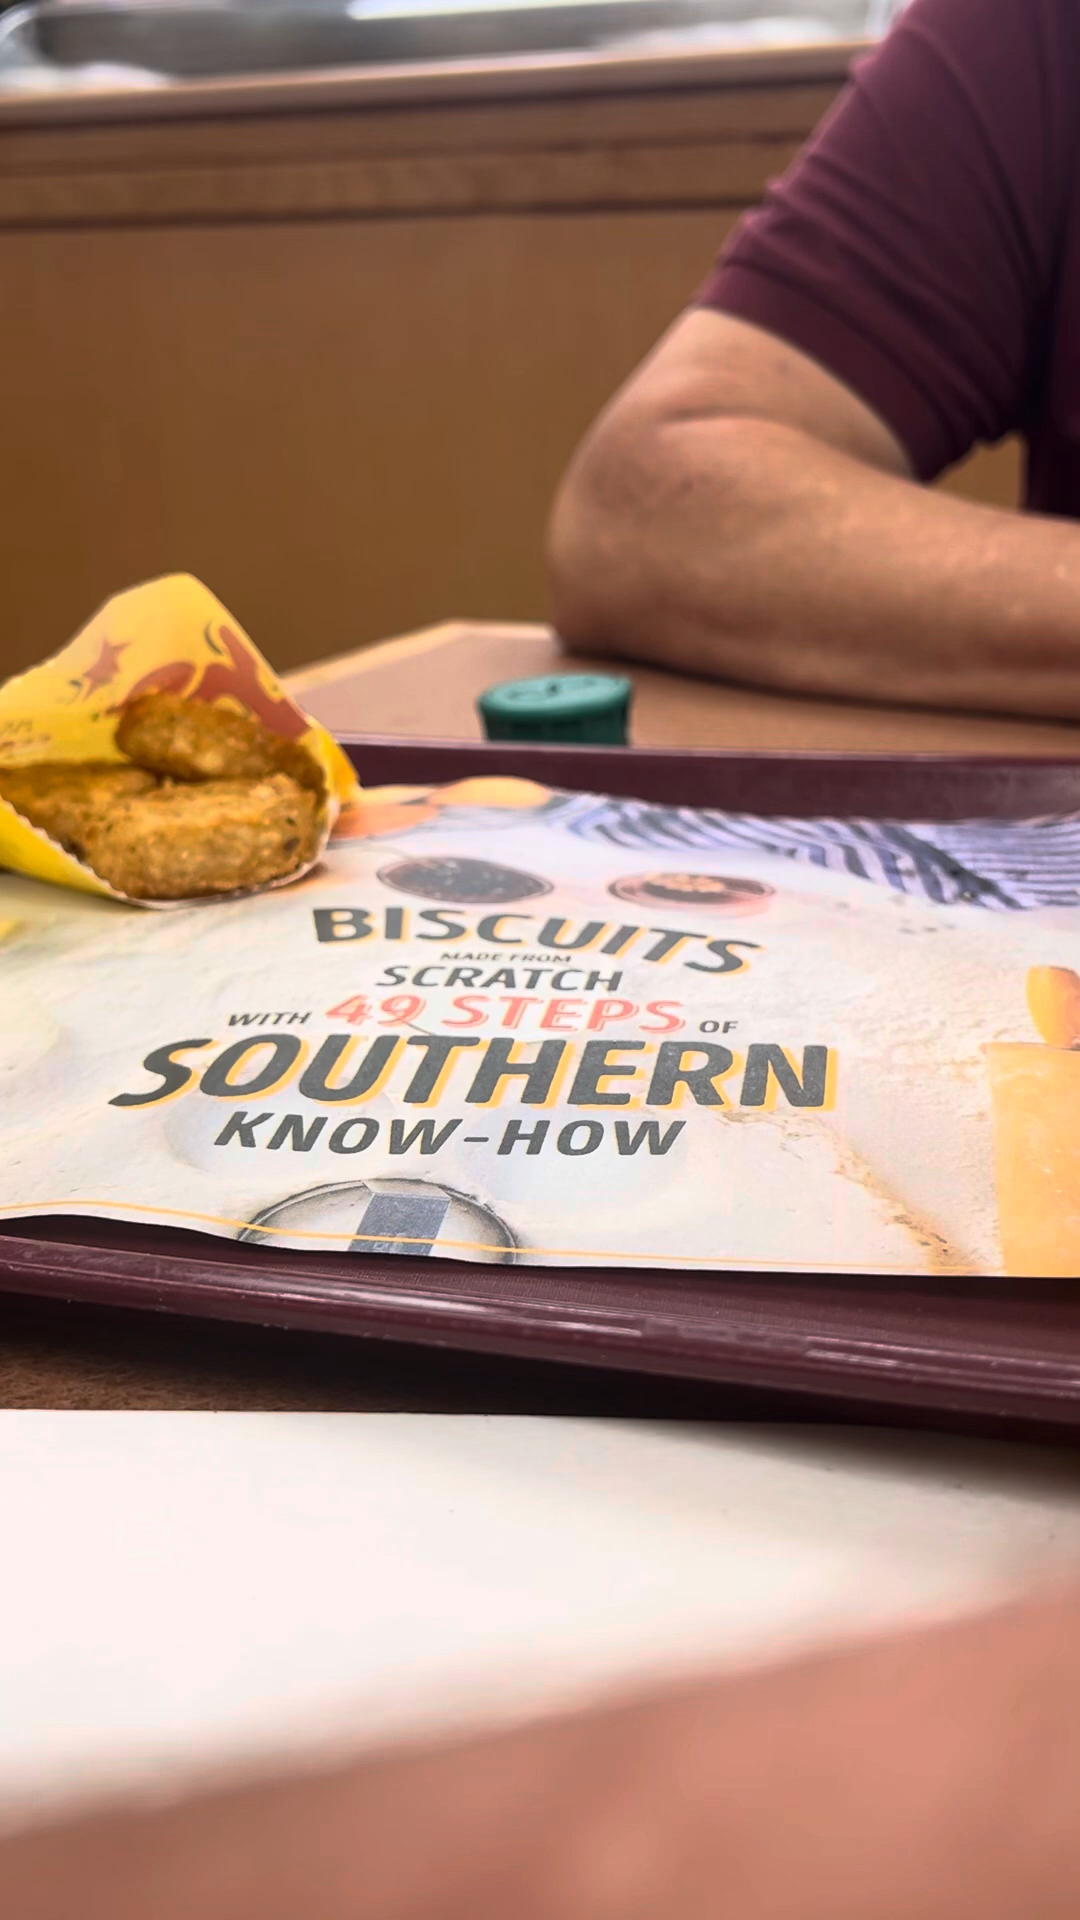 BISCUITS
MADE FROM
SCRATCH
WITH 49 STEPS OF
SOUTHERN
KNOW-HOW